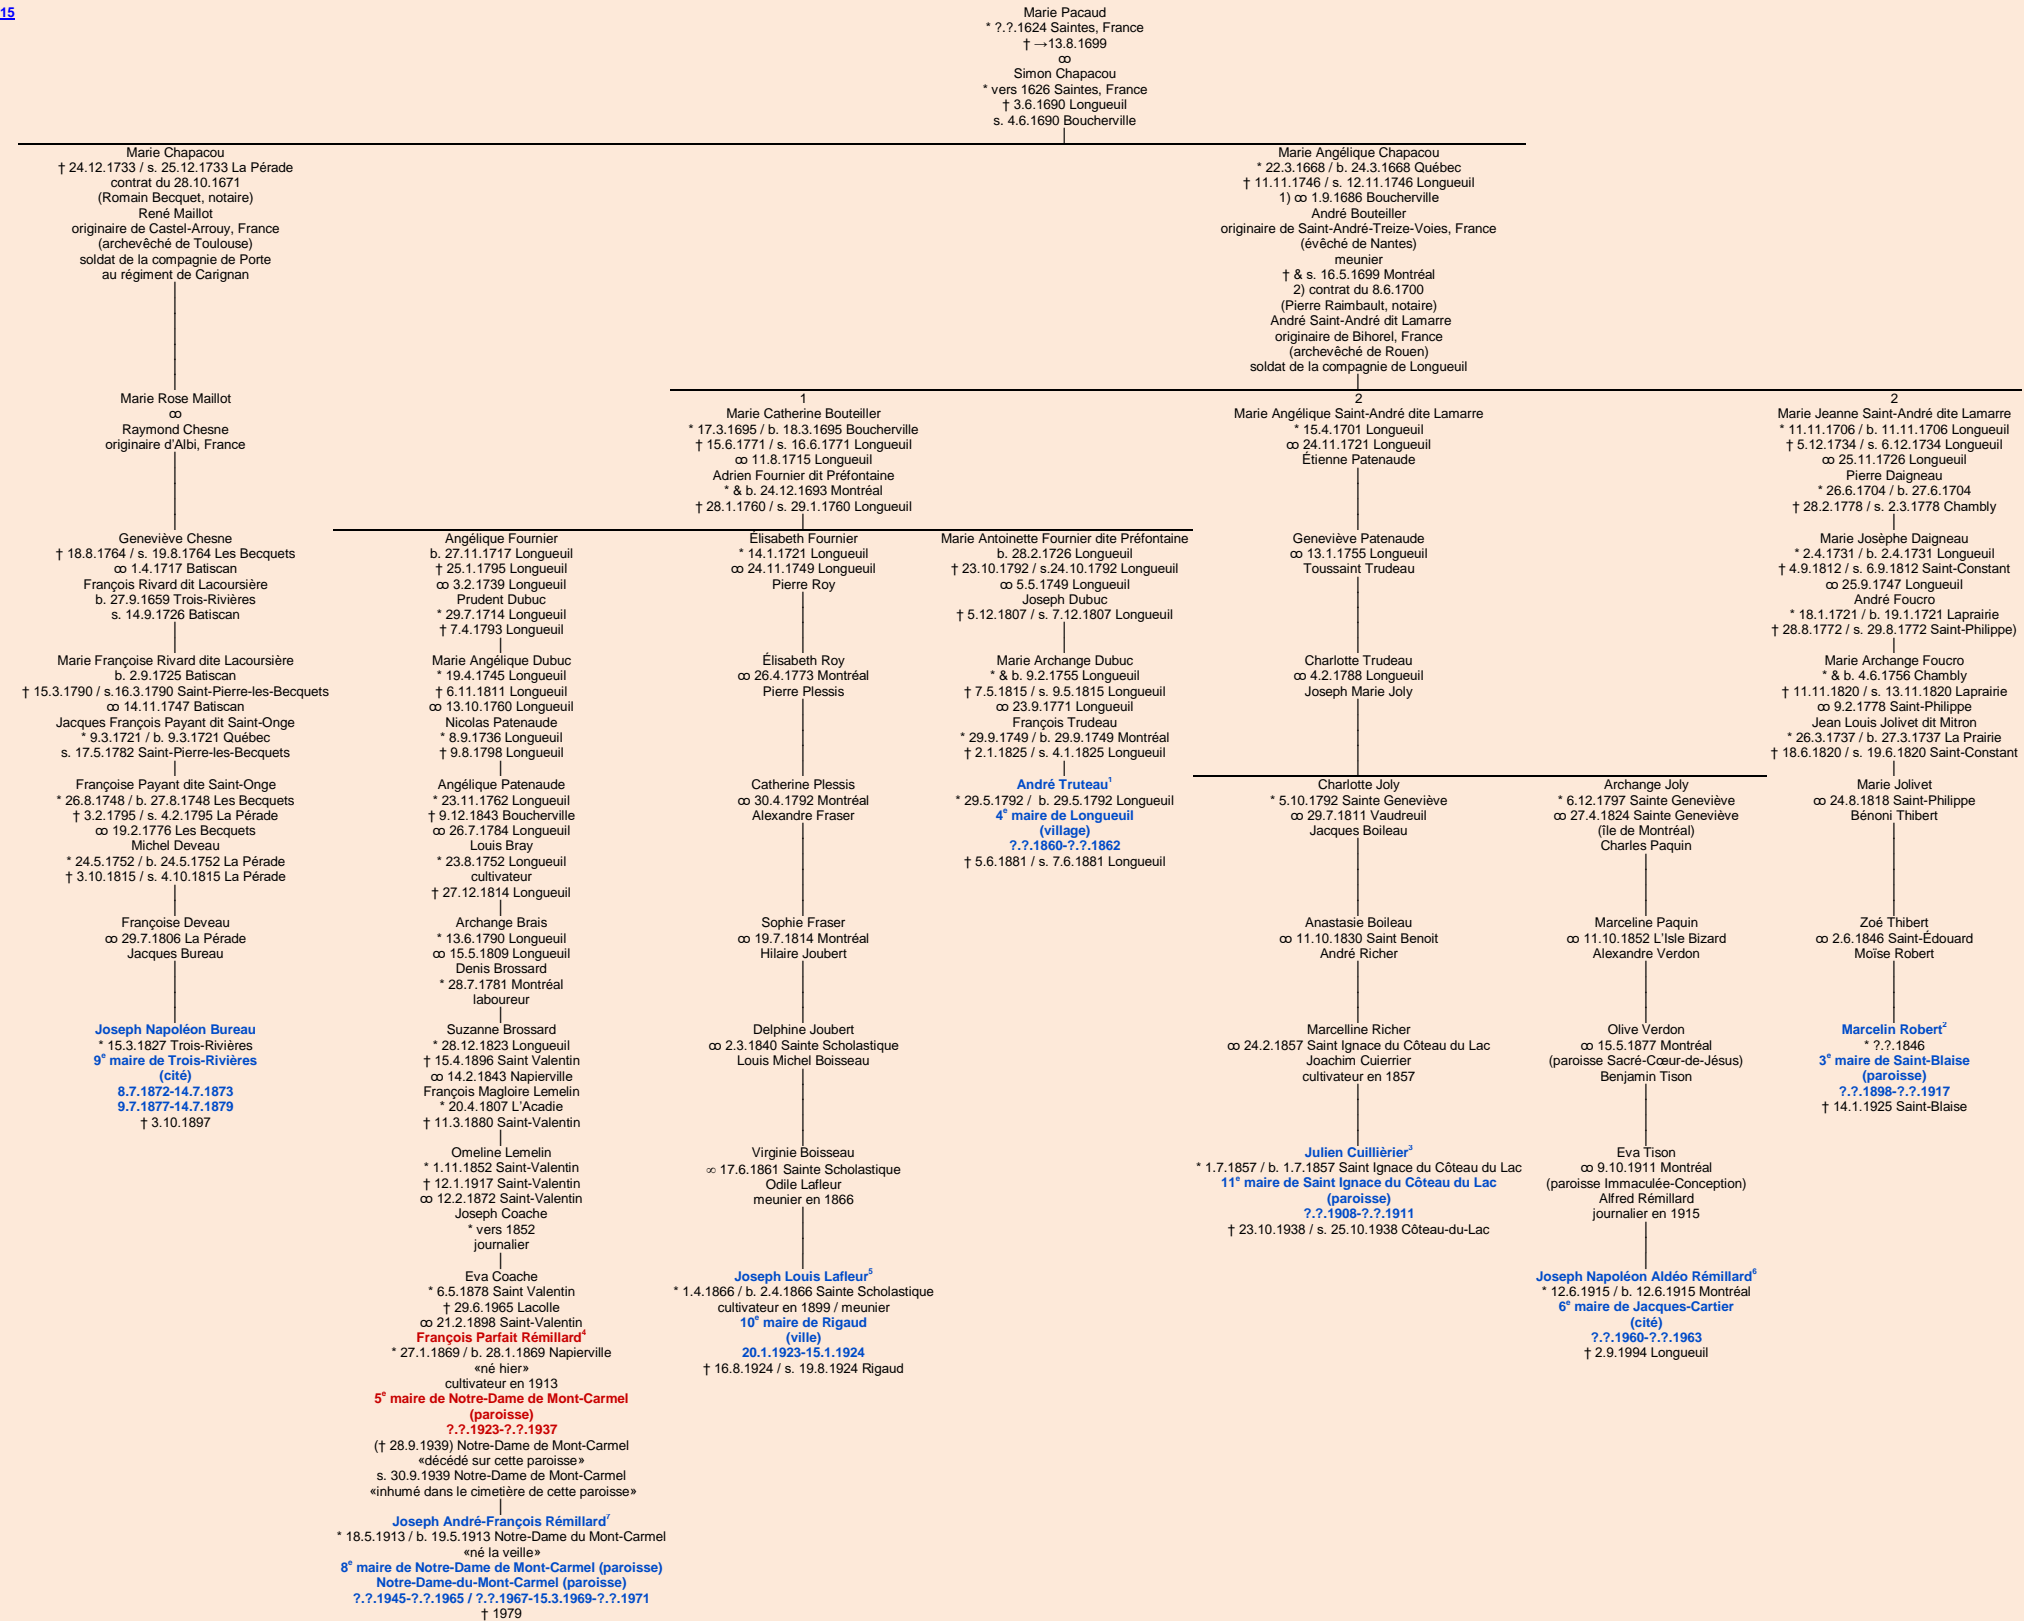 15
Marie Pacaud
* ?.?.1624 Saintes, France
† →13.8.1699
∞
Simon Chapacou
* vers 1626 Saintes, France
† 3.6.1690 Longueuil
s. 4.6.1690 Boucherville
Marie Chapacou
† 24.12.1733 / s. 25.12.1733 La Pérade
contrat du 28.10.1671
(Romain Becquet, notaire)
René Maillot
originaire de Castel-Arrouy, France
(archevêché de Toulouse)
soldat de la compagnie de Porte
au régiment de Carignan
Marie Angélique Chapacou
* 22.3.1668 / b. 24.3.1668 Québec
† 11.11.1746 / s. 12.11.1746 Longueuil
1) ∞ 1.9.1686 Boucherville
André Bouteiller
originaire de Saint-André-Treize-Voies, France
(évêché de Nantes)
meunier
† & s. 16.5.1699 Montréal
2) contrat du 8.6.1700
(Pierre Raimbault, notaire)
André Saint-André dit Lamarre
originaire de Bihorel, France
(archevêché de Rouen)
soldat de la compagnie de Longueuil
Marie Rose Maillot
∞
Raymond Chesne
originaire d'Albi, France
1
Marie Catherine Bouteiller
* 17.3.1695 / b. 18.3.1695 Boucherville
† 15.6.1771 / s. 16.6.1771 Longueuil
∞ 11.8.1715 Longueuil
Adrien Fournier dit Préfontaine
* & b. 24.12.1693 Montréal
† 28.1.1760 / s. 29.1.1760 Longueuil
2
Marie Angélique Saint-André dite Lamarre
* 15.4.1701 Longueuil
∞ 24.11.1721 Longueuil
Étienne Patenaude
2
Marie Jeanne Saint-André dite Lamarre
* 11.11.1706 / b. 11.11.1706 Longueuil
† 5.12.1734 / s. 6.12.1734 Longueuil
∞ 25.11.1726 Longueuil
Pierre Daigneau
* 26.6.1704 / b. 27.6.1704
† 28.2.1778 / s. 2.3.1778 Chambly
Geneviève Chesne
† 18.8.1764 / s. 19.8.1764 Les Becquets
∞ 1.4.1717 Batiscan
François Rivard dit Lacoursière
b. 27.9.1659 Trois-Rivières
s. 14.9.1726 Batiscan
Angélique Fournier
b. 27.11.1717 Longueuil
† 25.1.1795 Longueuil
∞ 3.2.1739 Longueuil
Prudent Dubuc
* 29.7.1714 Longueuil
† 7.4.1793 Longueuil
Élisabeth Fournier
* 14.1.1721 Longueuil
∞ 24.11.1749 Longueuil
Pierre Roy
Marie Antoinette Fournier dite Préfontaine
b. 28.2.1726 Longueuil
† 23.10.1792 / s.24.10.1792 Longueuil
∞ 5.5.1749 Longueuil
Joseph Dubuc
† 5.12.1807 / s. 7.12.1807 Longueuil
Geneviève Patenaude
∞ 13.1.1755 Longueuil
Toussaint Trudeau
Marie Josèphe Daigneau
* 2.4.1731 / b. 2.4.1731 Longueuil
† 4.9.1812 / s. 6.9.1812 Saint-Constant
∞ 25.9.1747 Longueuil
André Foucro
* 18.1.1721 / b. 19.1.1721 Laprairie
† 28.8.1772 / s. 29.8.1772 Saint-Philippe)
Marie Françoise Rivard dite Lacoursière
b. 2.9.1725 Batiscan
† 15.3.1790 / s.16.3.1790 Saint-Pierre-les-Becquets
∞ 14.11.1747 Batiscan
Jacques François Payant dit Saint-Onge
* 9.3.1721 / b. 9.3.1721 Québec
s. 17.5.1782 Saint-Pierre-les-Becquets
Marie Angélique Dubuc
* 19.4.1745 Longueuil
† 6.11.1811 Longueuil
∞ 13.10.1760 Longueuil
Nicolas Patenaude
* 8.9.1736 Longueuil
† 9.8.1798 Longueuil
Élisabeth Roy
∞ 26.4.1773 Montréal
Pierre Plessis
Marie Archange Dubuc
* & b. 9.2.1755 Longueuil
† 7.5.1815 / s. 9.5.1815 Longueuil
∞ 23.9.1771 Longueuil
François Trudeau
* 29.9.1749 / b. 29.9.1749 Montréal
† 2.1.1825 / s. 4.1.1825 Longueuil
Charlotte Trudeau
∞ 4.2.1788 Longueuil
Joseph Marie Joly
Marie Archange Foucro
* & b. 4.6.1756 Chambly
† 11.11.1820 / s. 13.11.1820 Laprairie
∞ 9.2.1778 Saint-Philippe
Jean Louis Jolivet dit Mitron
* 26.3.1737 / b. 27.3.1737 La Prairie
† 18.6.1820 / s. 19.6.1820 Saint-Constant
Françoise Payant dite Saint-Onge
* 26.8.1748 / b. 27.8.1748 Les Becquets
† 3.2.1795 / s. 4.2.1795 La Pérade
∞ 19.2.1776 Les Becquets
Michel Deveau
* 24.5.1752 / b. 24.5.1752 La Pérade
† 3.10.1815 / s. 4.10.1815 La Pérade
Angélique Patenaude
* 23.11.1762 Longueuil
† 9.12.1843 Boucherville
∞ 26.7.1784 Longueuil
Louis Bray
* 23.8.1752 Longueuil
cultivateur
† 27.12.1814 Longueuil
Catherine Plessis
∞ 30.4.1792 Montréal
Alexandre Fraser
André Truteau¹
* 29.5.1792 / b. 29.5.1792 Longueuil
4e maire de Longueuil
(village)
?.?.1860-?.?.1862
† 5.6.1881 / s. 7.6.1881 Longueuil
Charlotte Joly
* 5.10.1792 Sainte Geneviève
∞ 29.7.1811 Vaudreuil
Jacques Boileau
Archange Joly
* 6.12.1797 Sainte Geneviève
∞ 27.4.1824 Sainte Geneviève
(île de Montréal)
Charles Paquin
Marie Jolivet
∞ 24.8.1818 Saint-Philippe
Bénoni Thibert
Françoise Deveau
∞ 29.7.1806 La Pérade
Jacques Bureau
Archange Brais
* 13.6.1790 Longueuil
∞ 15.5.1809 Longueuil
Denis Brossard
* 28.7.1781 Montréal
laboureur
Sophie Fraser
∞ 19.7.1814 Montréal
Hilaire Joubert
Anastasie Boileau
∞ 11.10.1830 Saint Benoit
André Richer
Marceline Paquin
∞ 11.10.1852 L'Isle Bizard
Alexandre Verdon
Zoé Thibert
∞ 2.6.1846 Saint-Édouard
Moïse Robert
Joseph Napoléon Bureau
* 15.3.1827 Trois-Rivières
9e maire de Trois-Rivières
(cité)
8.7.1872-14.7.1873
9.7.1877-14.7.1879
† 3.10.1897
Suzanne Brossard
* 28.12.1823 Longueuil
† 15.4.1896 Saint Valentin
∞ 14.2.1843 Napierville
François Magloire Lemelin
* 20.4.1807 L'Acadie
† 11.3.1880 Saint-Valentin
Delphine Joubert
∞ 2.3.1840 Sainte Scholastique
Louis Michel Boisseau
Marcelline Richer
∞ 24.2.1857 Saint Ignace du Côteau du Lac
Joachim Cuierrier
cultivateur en 1857
Olive Verdon
∞ 15.5.1877 Montréal
(paroisse Sacré-Cœur-de-Jésus)
Benjamin Tison
Marcelin Robert²
* ?.?.1846
3e maire de Saint-Blaise
(paroisse)
?.?.1898-?.?.1917
† 14.1.1925 Saint-Blaise
Omeline Lemelin
* 1.11.1852 Saint-Valentin
† 12.1.1917 Saint-Valentin
∞ 12.2.1872 Saint-Valentin
Joseph Coache
* vers 1852
journalier
Virginie Boisseau
∞ 17.6.1861 Sainte Scholastique
Odile Lafleur
meunier en 1866
Julien Cuillièrier³
* 1.7.1857 / b. 1.7.1857 Saint Ignace du Côteau du Lac
11e maire de Saint Ignace du Côteau du Lac
(paroisse)
?.?.1908-?.?.1911
† 23.10.1938 / s. 25.10.1938 Côteau-du-Lac
Eva Tison
∞ 9.10.1911 Montréal
(paroisse Immaculée-Conception)
Alfred Rémillard
journalier en 1915
Eva Coache
* 6.5.1878 Saint Valentin
† 29.6.1965 Lacolle
∞ 21.2.1898 Saint-Valentin
François Parfait Rémillard⁴
* 27.1.1869 / b. 28.1.1869 Napierville
«né hier»
cultivateur en 1913
5e maire de Notre-Dame de Mont-Carmel
(paroisse)
?.?.1923-?.?.1937
(† 28.9.1939) Notre-Dame de Mont-Carmel
«décédé sur cette paroisse»
s. 30.9.1939 Notre-Dame de Mont-Carmel
«inhumé dans le cimetière de cette paroisse»
Joseph Louis Lafleur⁵
* 1.4.1866 / b. 2.4.1866 Sainte Scholastique
cultivateur en 1899 / meunier
10e maire de Rigaud
(ville)
20.1.1923-15.1.1924
† 16.8.1924 / s. 19.8.1924 Rigaud
Joseph Napoléon Aldéo Rémillard⁶
* 12.6.1915 / b. 12.6.1915 Montréal
6e maire de Jacques-Cartier
(cité)
?.?.1960-?.?.1963
† 2.9.1994 Longueuil
Joseph André-François Rémillard⁷
* 18.5.1913 / b. 19.5.1913 Notre-Dame du Mont-Carmel
«né la veille»
8e maire de Notre-Dame de Mont-Carmel (paroisse)
Notre-Dame-du-Mont-Carmel (paroisse)
?.?.1945-?.?.1965 / ?.?.1967-15.3.1969-?.?.1971
† 1979